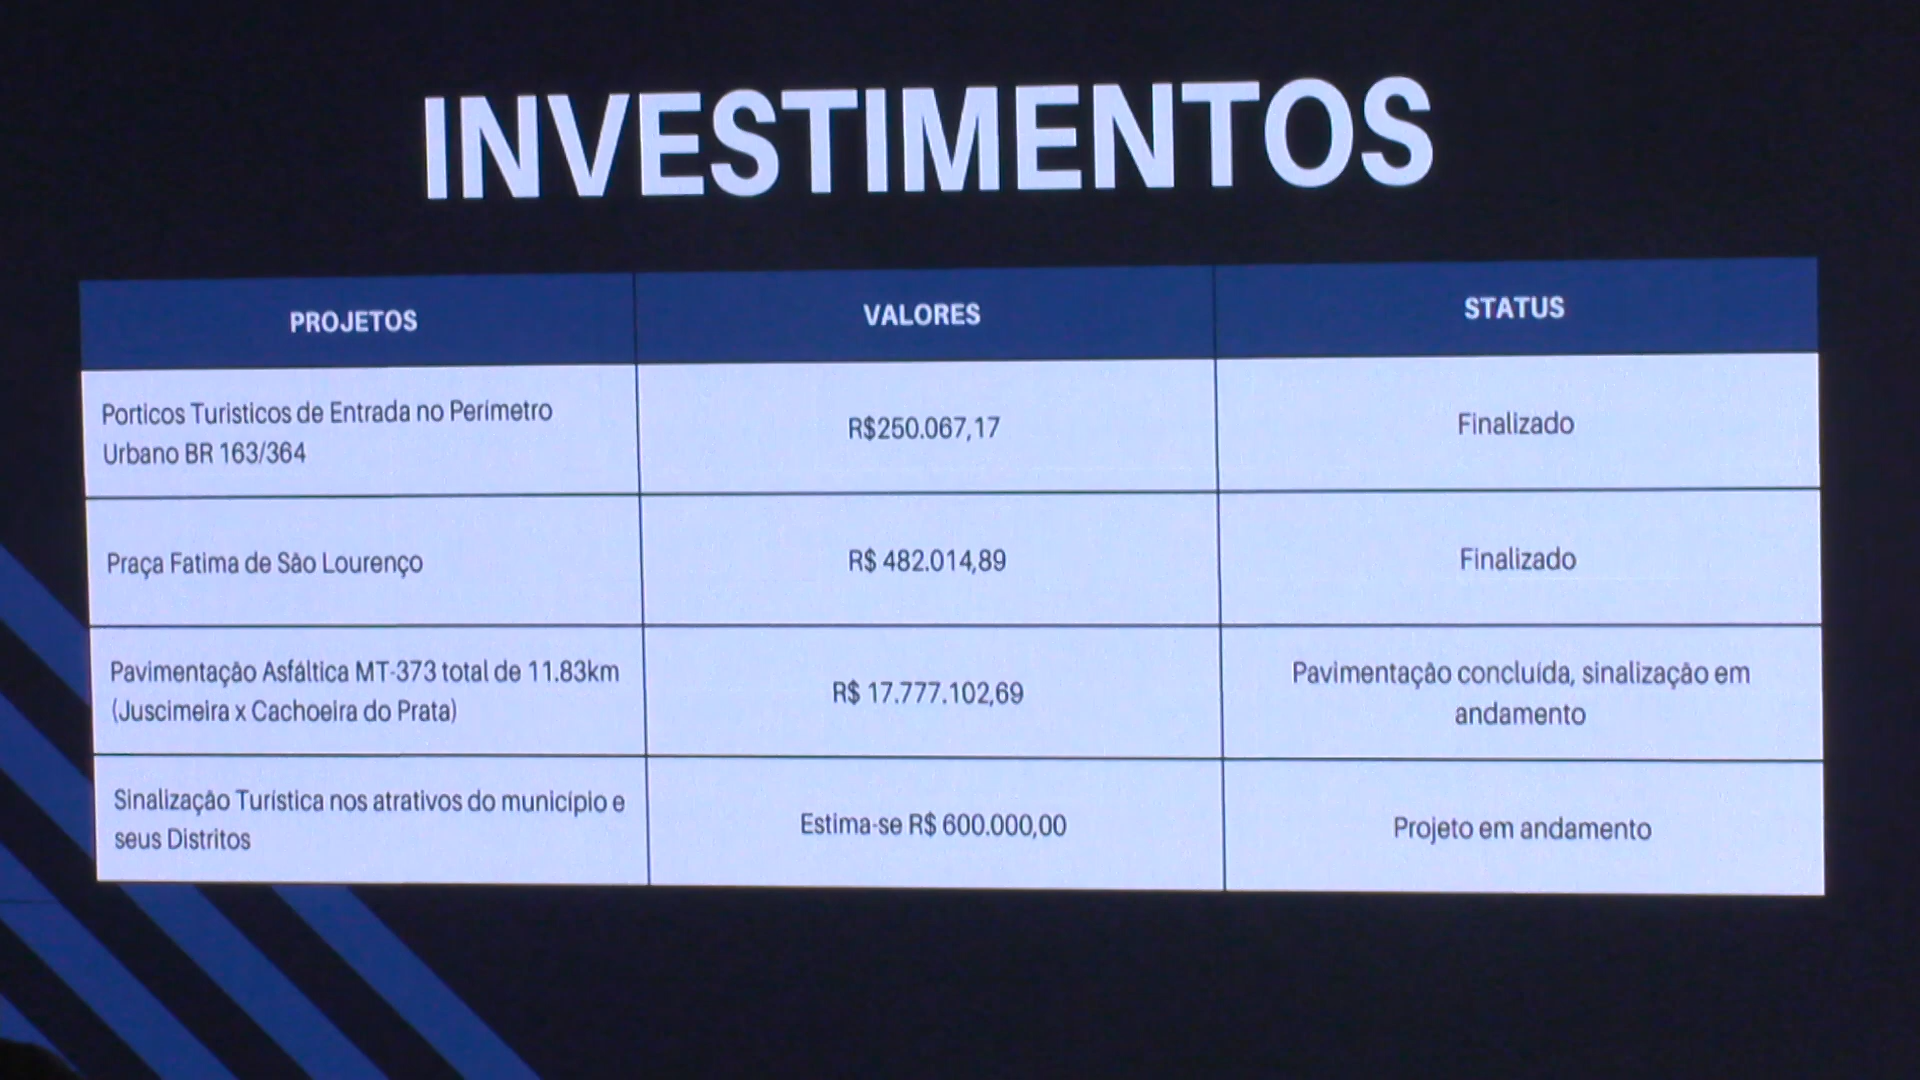 INVESTIMENTOS
PROJETOS VALORES STATUS
Porticos Turisticos de Entrada no Perímetro
Urbano BR 163/364
R$250.067,17
Finalizado
Praça Fatima de São Lourenço
R$ 482.014,89
Finalizado
Pavimentação Asfáltica MT-373 total de 11.83km
(Juscimeira x Cachoeira do Prata)
R$ 17.777.102,69
Pavimentação concluída, sinalização em
andamento
Sinalização Turística nos atrativos do município e
seus Distritos
Estima-se R$ 600.000,00
Projeto em andamento